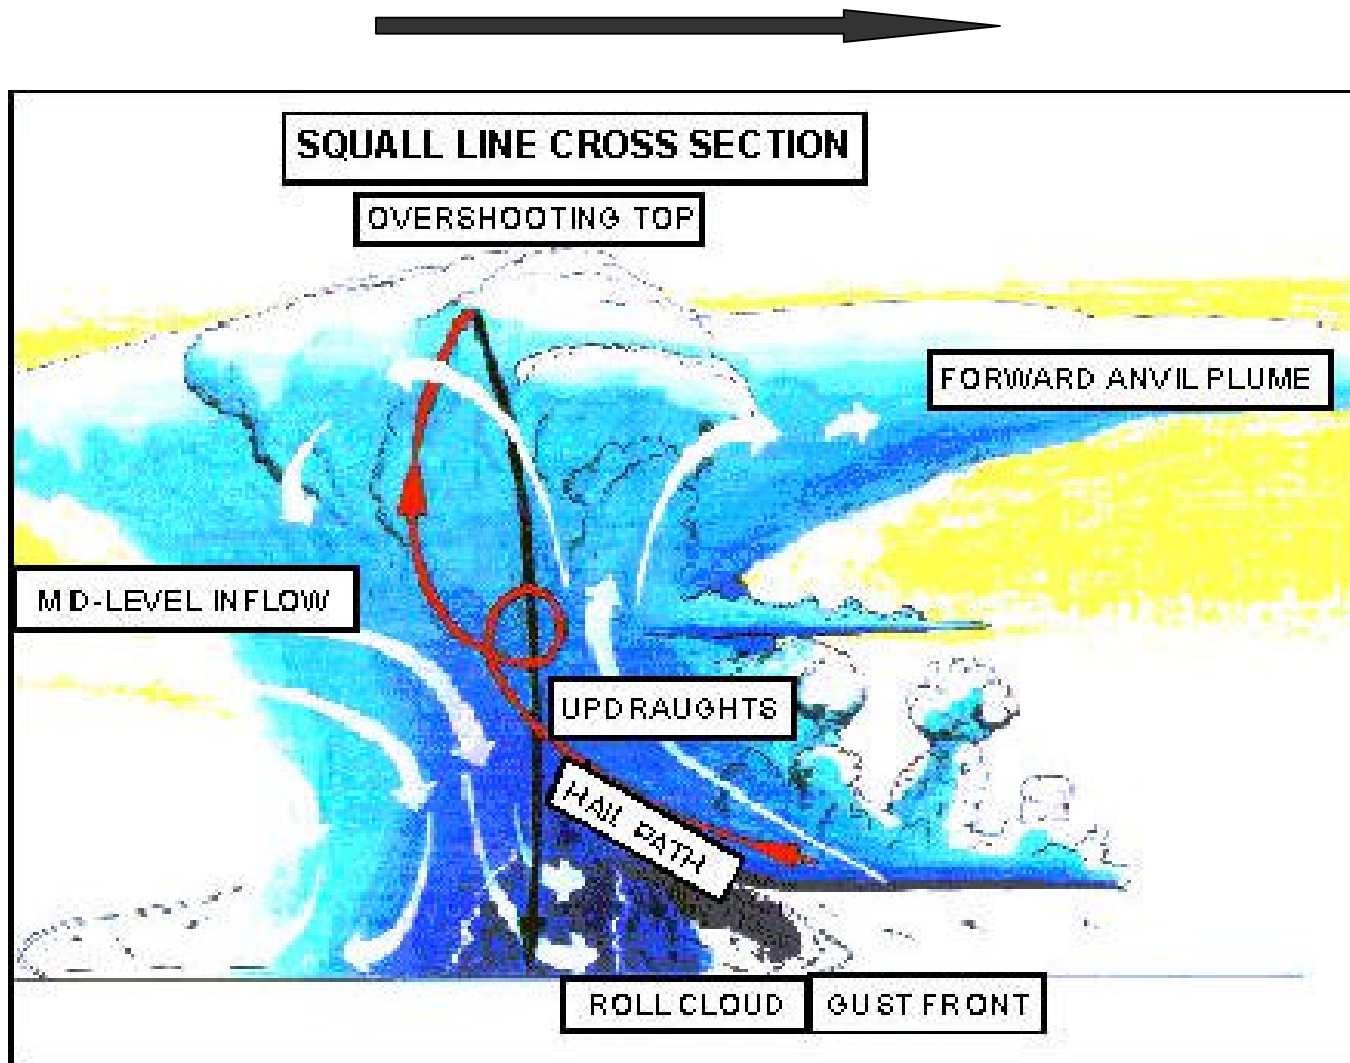 SQUALL LINE CROSS SECTION
OVERSHOOTING TOP
FORWARD ANVIL PLUME
MID-LEVEL INFLOW
UPDRAUGHTS
HAIL PATH
ROLL CLOUD
GUST FRONT